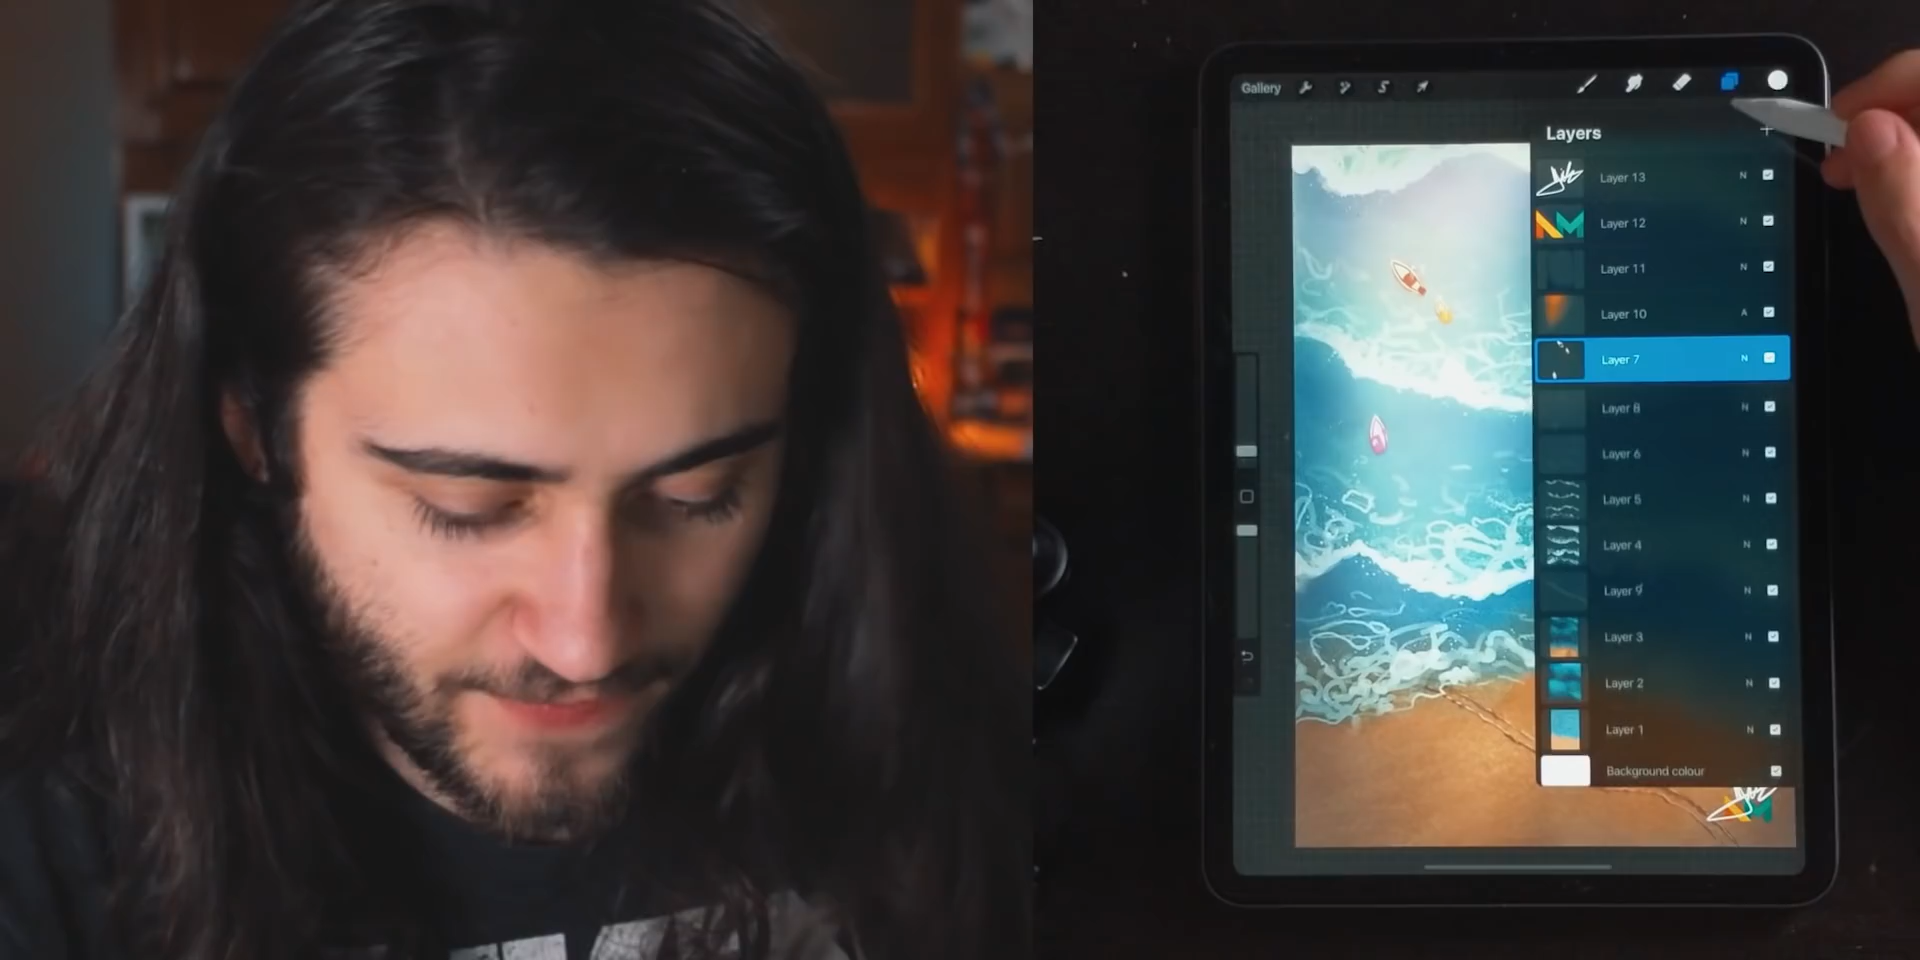 Gallery
Layers
Layer 13 N
NM Layer 12 N
Layer 11 N
Layer 10 A
Layer 7 N
Layer 8 N
Layer 6 N
Layer 5 N
Layer 4 N
Layer 9 N
Layer 3 N
Layer 2 N
Layer 1 N
Background colour